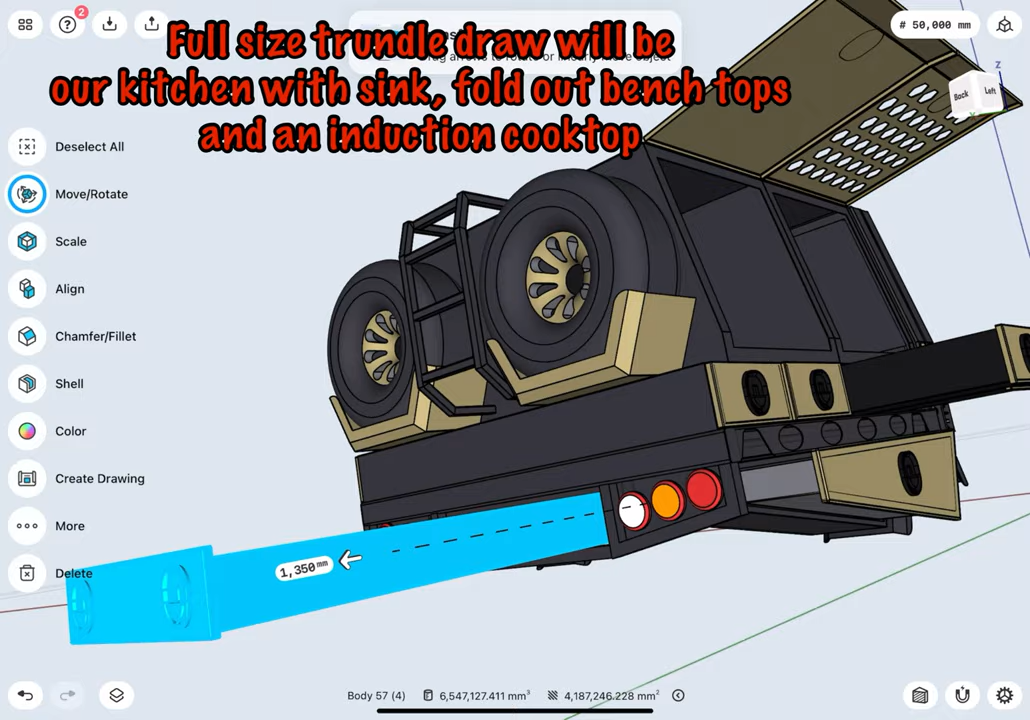 2
# 50,000 mm
Full size trundle draw will be
our kitchen with sink, fold out bench tops
and an induction cooktop
Z
Back
Left
Deselect All
Move/Rotate
Scale
Align
Chamfer/Fillet
Shell
Color
Create Drawing
More
Delete
1,350 mm
Body 57 (4)
6,547,127.411 mm³
4,187,246.228 mm²